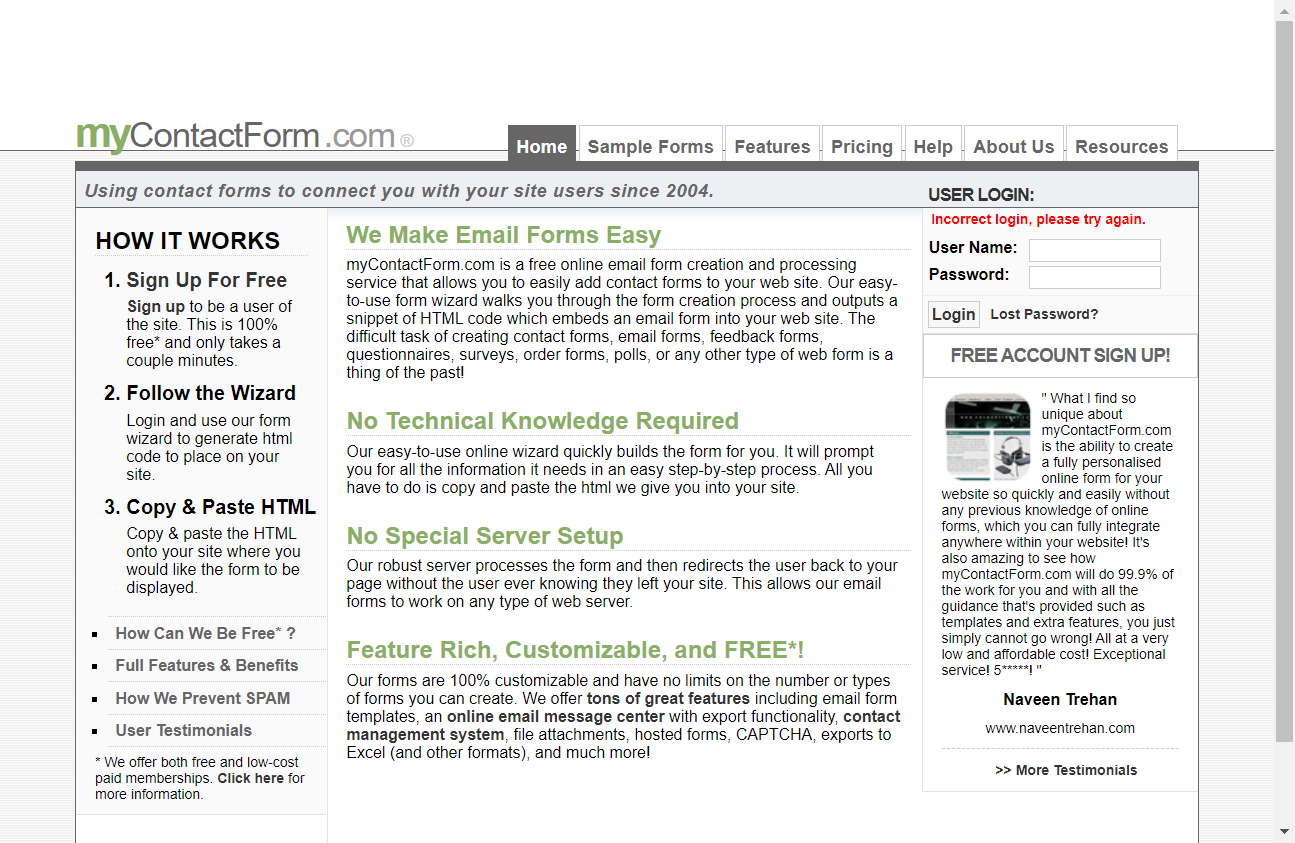 myContactForm.com ®
Home
Sample Forms
Features
Pricing
Help
About Us
Resources
Using contact forms to connect you with your site users since 2004.
HOW IT WORKS
1. Sign Up For Free
Sign up to be a user of
the site. This is 100%
free* and only takes a
couple minutes.
2. Follow the Wizard
Login and use our form
wizard to generate html
code to place on your
site.
3. Copy & Paste HTML
Copy & paste the HTML
onto your site where you
would like the form to be
displayed.
How Can We Be Free* ?
Full Features & Benefits
How We Prevent SPAM
User Testimonials
* We offer both free and low-cost
paid memberships. Click here for
more information.
We Make Email Forms Easy
myContactForm.com is a free online email form creation and processing
service that allows you to easily add contact forms to your web site. Our easy-
to-use form wizard walks you through the form creation process and outputs a
snippet of HTML code which embeds an email form into your web site. The
difficult task of creating contact forms, email forms, feedback forms,
questionnaires, surveys, order forms, polls, or any other type of web form is a
thing of the past!
No Technical Knowledge Required
Our easy-to-use online wizard quickly builds the form for you. It will prompt
you for all the information it needs in an easy step-by-step process. All you
have to do is copy and paste the html we give you into your site.
No Special Server Setup
Our robust server processes the form and then redirects the user back to your
page without the user ever knowing they left your site. This allows our email
forms to work on any type of web server.
Feature Rich, Customizable, and FREE*!
Our forms are 100% customizable and have no limits on the number or types
of forms you can create. We offer tons of great features including email form
templates, an online email message center with export functionality, contact
management system, file attachments, hosted forms, CAPTCHA, exports to
Excel (and other formats), and much more!
USER LOGIN:
Incorrect login, please try again.
User Name:
Password:
Login
Lost Password?
FREE ACCOUNT SIGN UP!
" What I find so
unique about
myContactForm.com
is the ability to create
a fully personalised
online form for your
website so quickly and easily without
any previous knowledge of online
forms, which you can fully integrate
anywhere within your website! It's
also amazing to see how
myContactForm.com will do 99.9% of
the work for you and with all the
guidance that's provided such as
templates and extra features, you just
simply cannot go wrong! All at a very
low and affordable cost! Exceptional
service! 5*****! "
Naveen Trehan
www.naveentrehan.com
>> More Testimonials